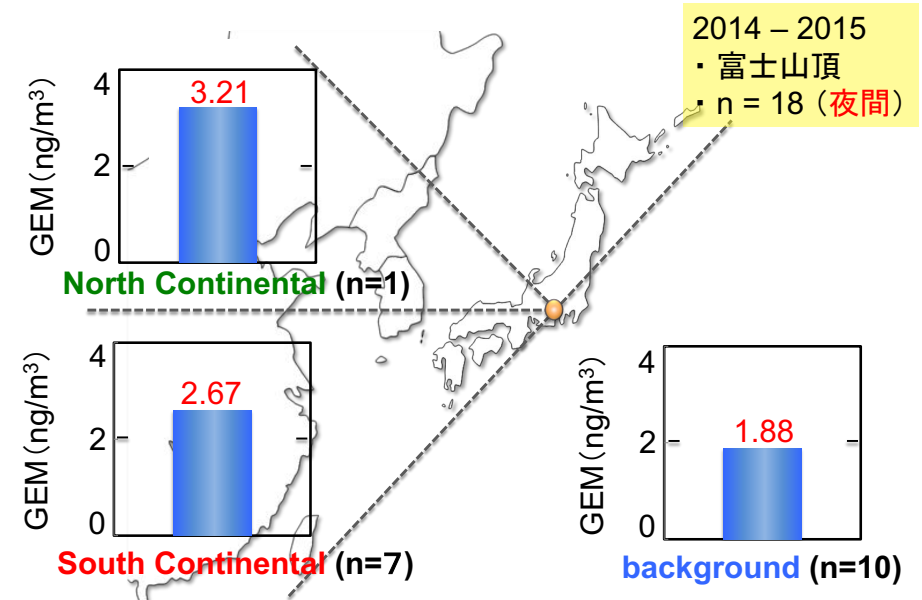 2014 – 2015
・ 富士山頂
・ n = 18（夜間）
GEM（ng/m³）
4
2
0
3.21
North Continental (n=1)
GEM（ng/m³）
4
2
0
2.67
South Continental (n=7)
GEM（ng/m³）
4
2
0
1.88
background (n=10)